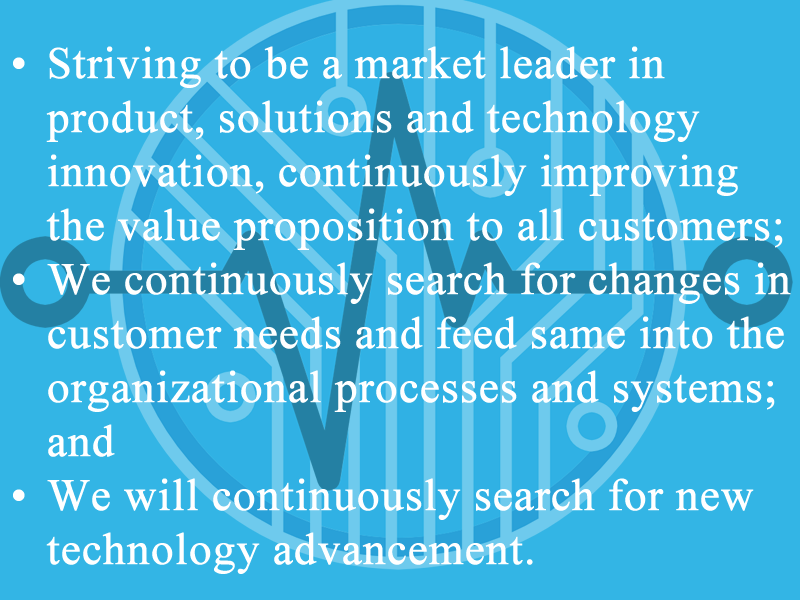 • Striving to be a market leader in
product, solutions and technology
innovation, continuously improving
the value proposition to all customers;
• We continuously search for changes in
customer needs and feed same into the
organizational processes and systems;
and
• We will continuously search for new
technology advancement.